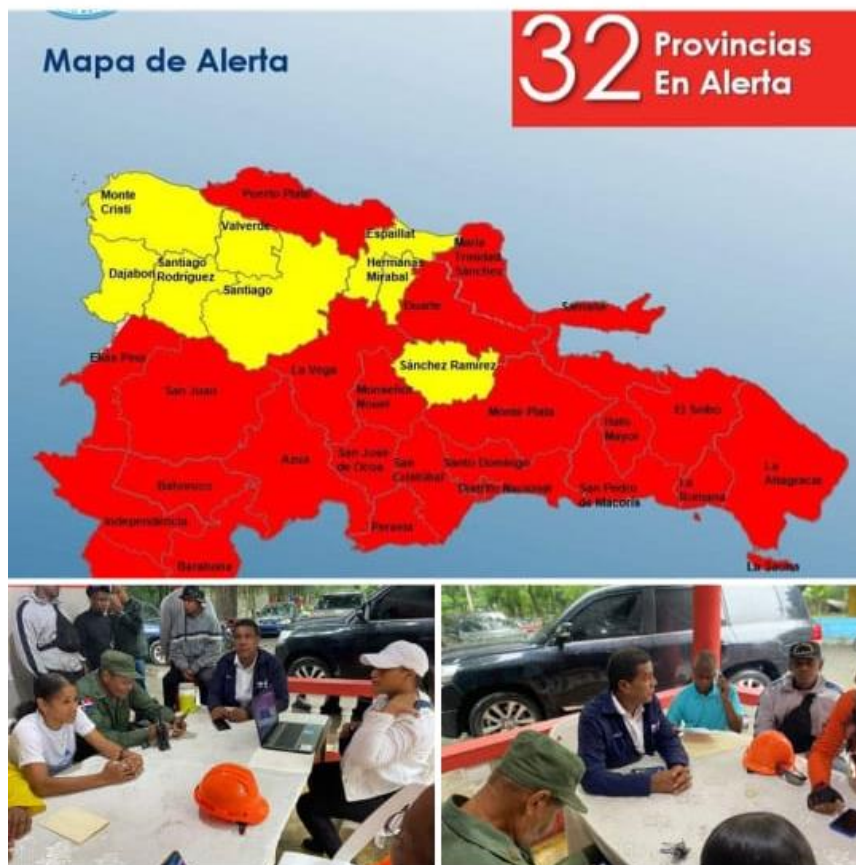 Mapa de Alerta
32
Provincias
En Alerta
Monte
Cristi
Puerto Plata
Valverde
Espaillat
María
Trinidad
Sánchez
Dajabon
Santiago
Rodríguez
Santiago
Hermanas
Mirabal
Duarte
Samaná
Elías Pina
San Juan
La Vega
Sánchez Ramírez
Monseñor
Nouel
Monte Plata
Hato
Mayor
El Seibo
Azua
San José
de Ocoa
San
Cristóbal
Santo Domingo
Distrito Nacional
San Pedro
de Macorís
La
Romana
La
Altagracia
Bahoruco
Independencia
Peravia
Barahona
La Saona